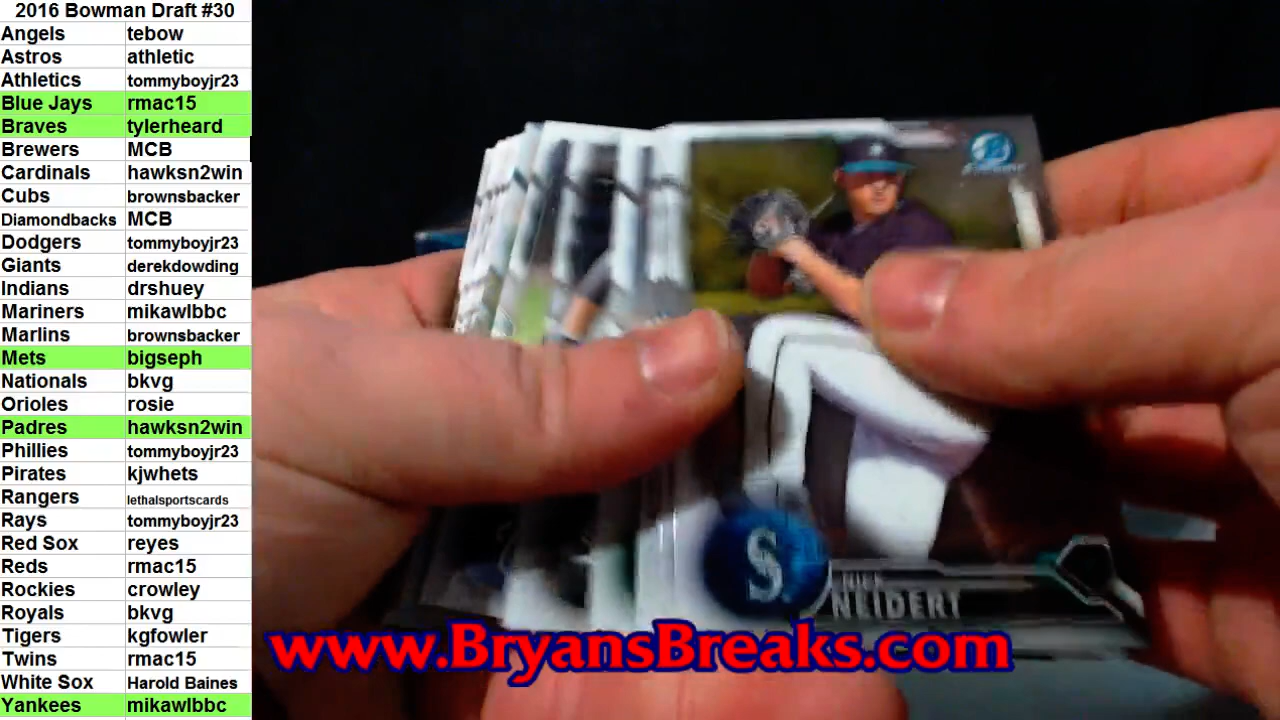 2016 Bowman Draft #30
Angels tebow
Astros athletic
Athletics tommyboyjr23
Blue Jays rmac15
Braves tylerheard
Brewers MCB
Cardinals hawksn2win
Cubs brownsbacker
Diamondbacks MCB
Dodgers tommyboyjr23
Giants derekdowding
Indians drshuey
Mariners mikawlbbc
Marlins brownsbacker
Mets bigseph
Nationals bkvg
Orioles rosie
Padres hawksn2win
Phillies tommyboyjr23
Pirates kjwhets
Rangers lethalsportscards
Rays tommyboyjr23
Red Sox reyes
Reds rmac15
Rockies crowley
Royals bkvg
Tigers kgfowler
Twins rmac15
White Sox Harold Baines
Yankees mikawlbbc
B
BOWMAN
S
NICK
NEIDERT
www.BryansBreaks.com